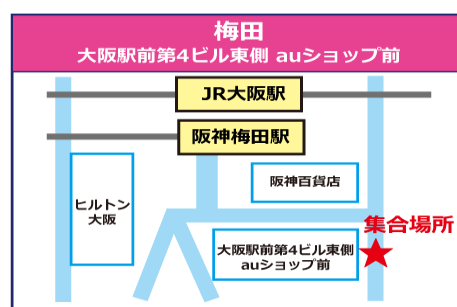 梅田
大阪駅前第4ビル東側 auショップ前
JR大阪駅
阪神梅田駅
阪神百貨店
ヒルトン
大阪
集合場所
大阪駅前第4ビル東側
auショップ前